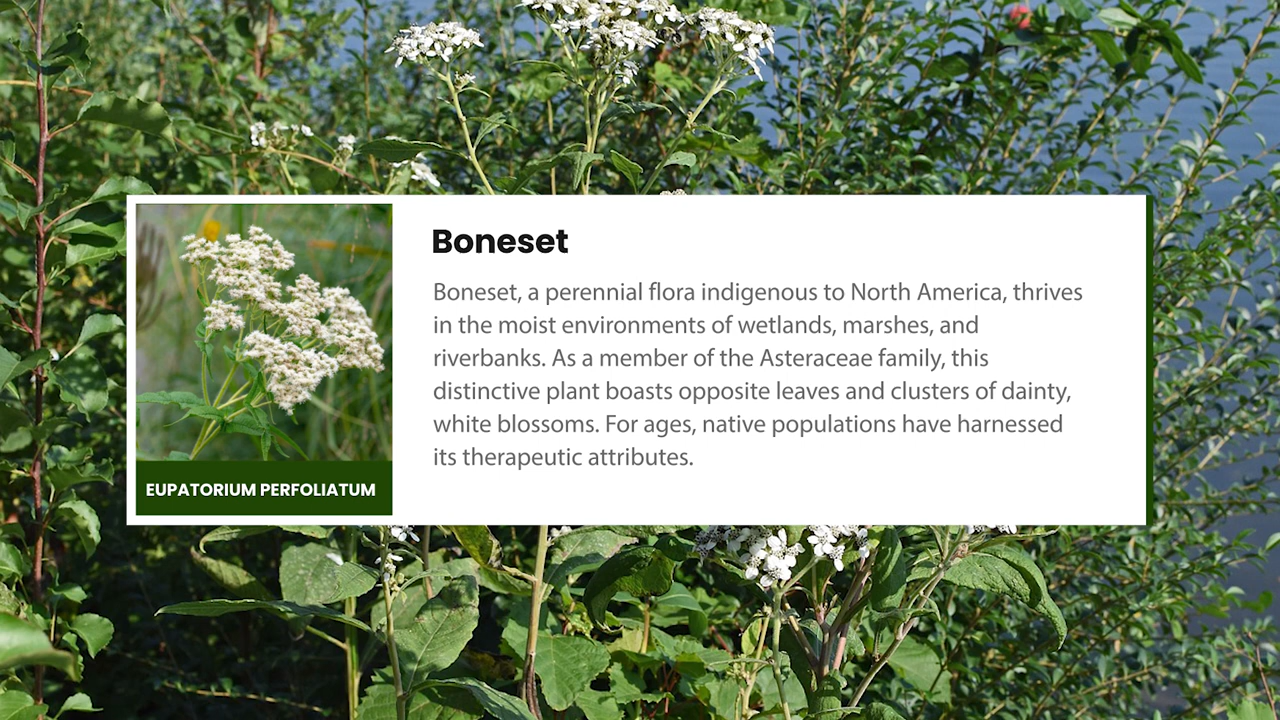 Boneset
Boneset, a perennial flora indigenous to North America, thrives
in the moist environments of wetlands, marshes, and
riverbanks. As a member of the Asteraceae family, this
distinctive plant boasts opposite leaves and clusters of dainty,
white blossoms. For ages, native populations have harnessed
its therapeutic attributes.
EUPATORIUM PERFOLIATUM